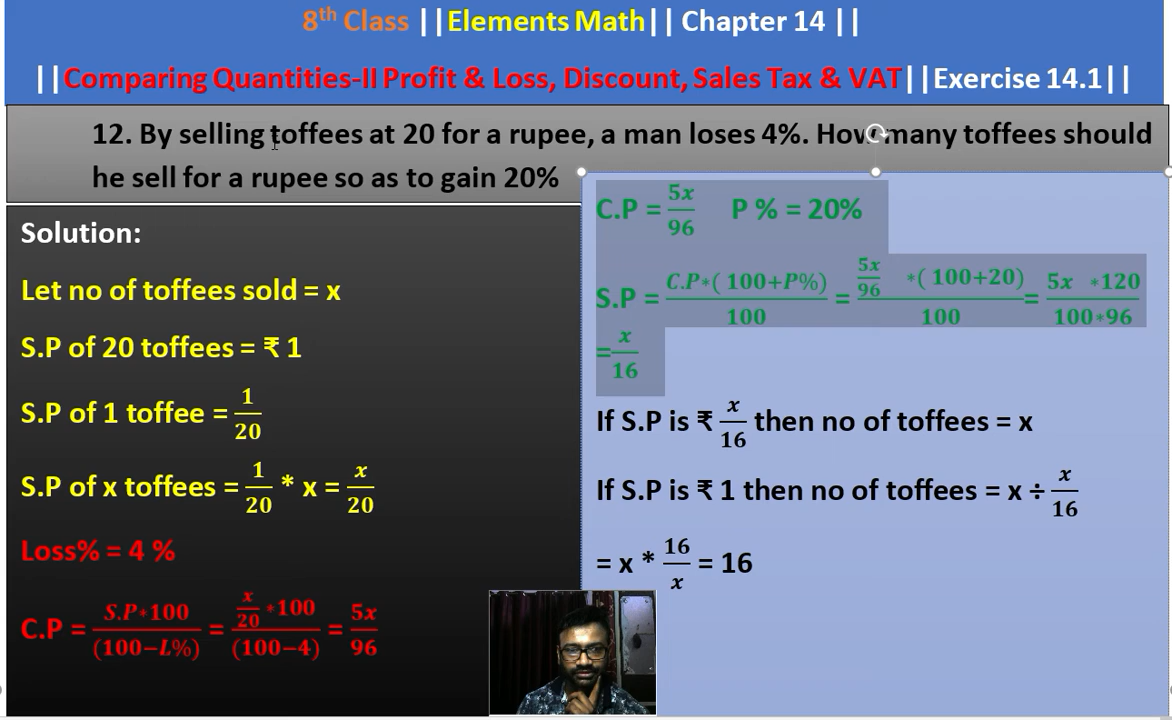 8th Class ||Elements Math|| Chapter 14 ||
||Comparing Quantities-II Profit & Loss, Discount, Sales Tax & VAT||Exercise 14.1||
12. By selling toffees at 20 for a rupee, a man loses 4%. How many toffees should
he sell for a rupee so as to gain 20%
Solution:
Let no of toffees sold = x
S.P of 20 toffees = ₹ 1
S.P of 1 toffee = 1/20
S.P of x toffees = 1/20 * x = x/20
Loss% = 4 %
C.P = S.P*100/(100−L%) = x/20 *100/(100−4) = 5x/96
C.P = 5x/96 P % = 20%
S.P = C.P*( 100+P%)/100 = 5x/96 *( 100+20)/100 = 5x *120/100*96
= x/16
If S.P is ₹ x/16 then no of toffees = x
If S.P is ₹ 1 then no of toffees = x ÷ x/16
= x * 16/x = 16